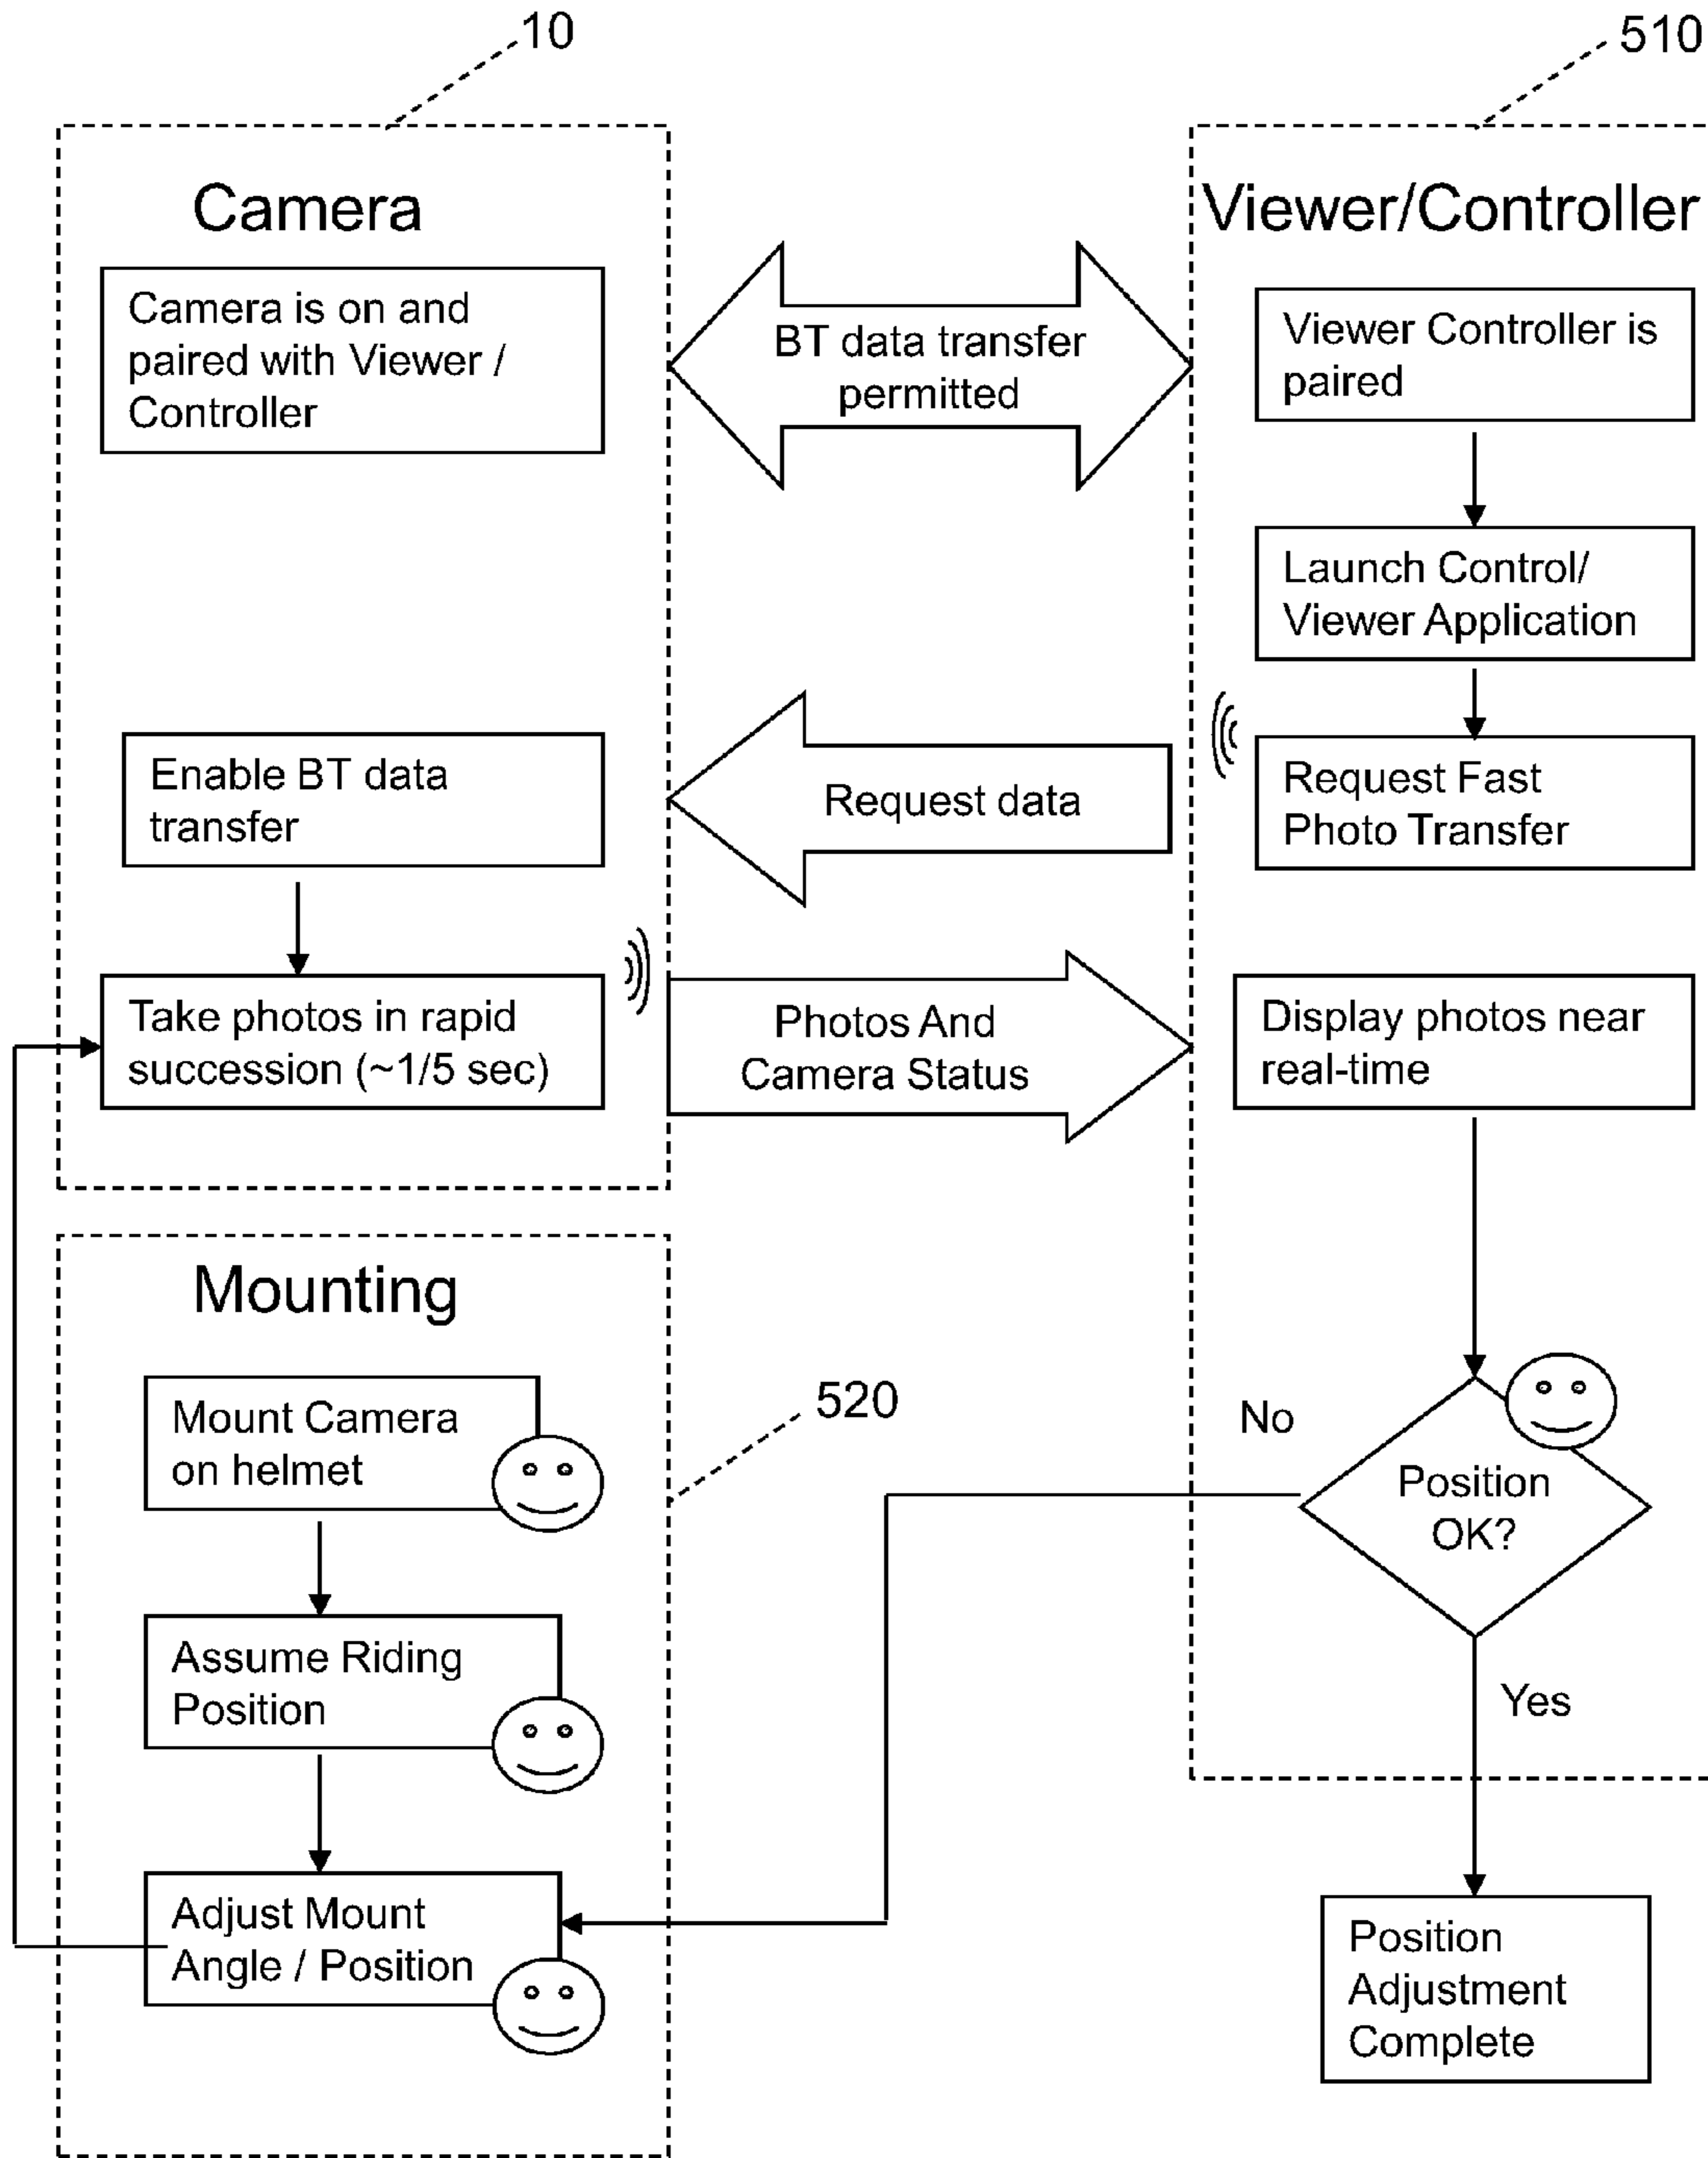 10
510
Camera
Viewer/Controller
Camera is on and
paired with Viewer /
Controller
BT data transfer
permitted
Viewer Controller is
paired
Launch Control/
Viewer Application
Enable BT data
transfer
Request data
Request Fast
Photo Transfer
Take photos in rapid
succession (~1/5 sec)
Photos And
Camera Status
Display photos near
real-time
Mounting
520
Mount Camera
on helmet
No
Position
OK?
Assume Riding
Position
Yes
Adjust Mount
Angle / Position
Position
Adjustment
Complete